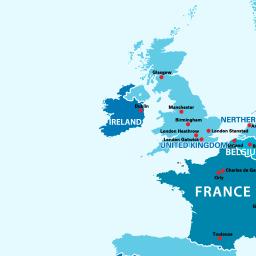 Glasgow
Dublin
IRELAND
Manchester
Birmingham
NETHER
London Stansted
London Heathrow
London Gatwick
UNITED KINGDOM
BELGIU
Charles de Ga
Orly
FRANCE
Toulouse